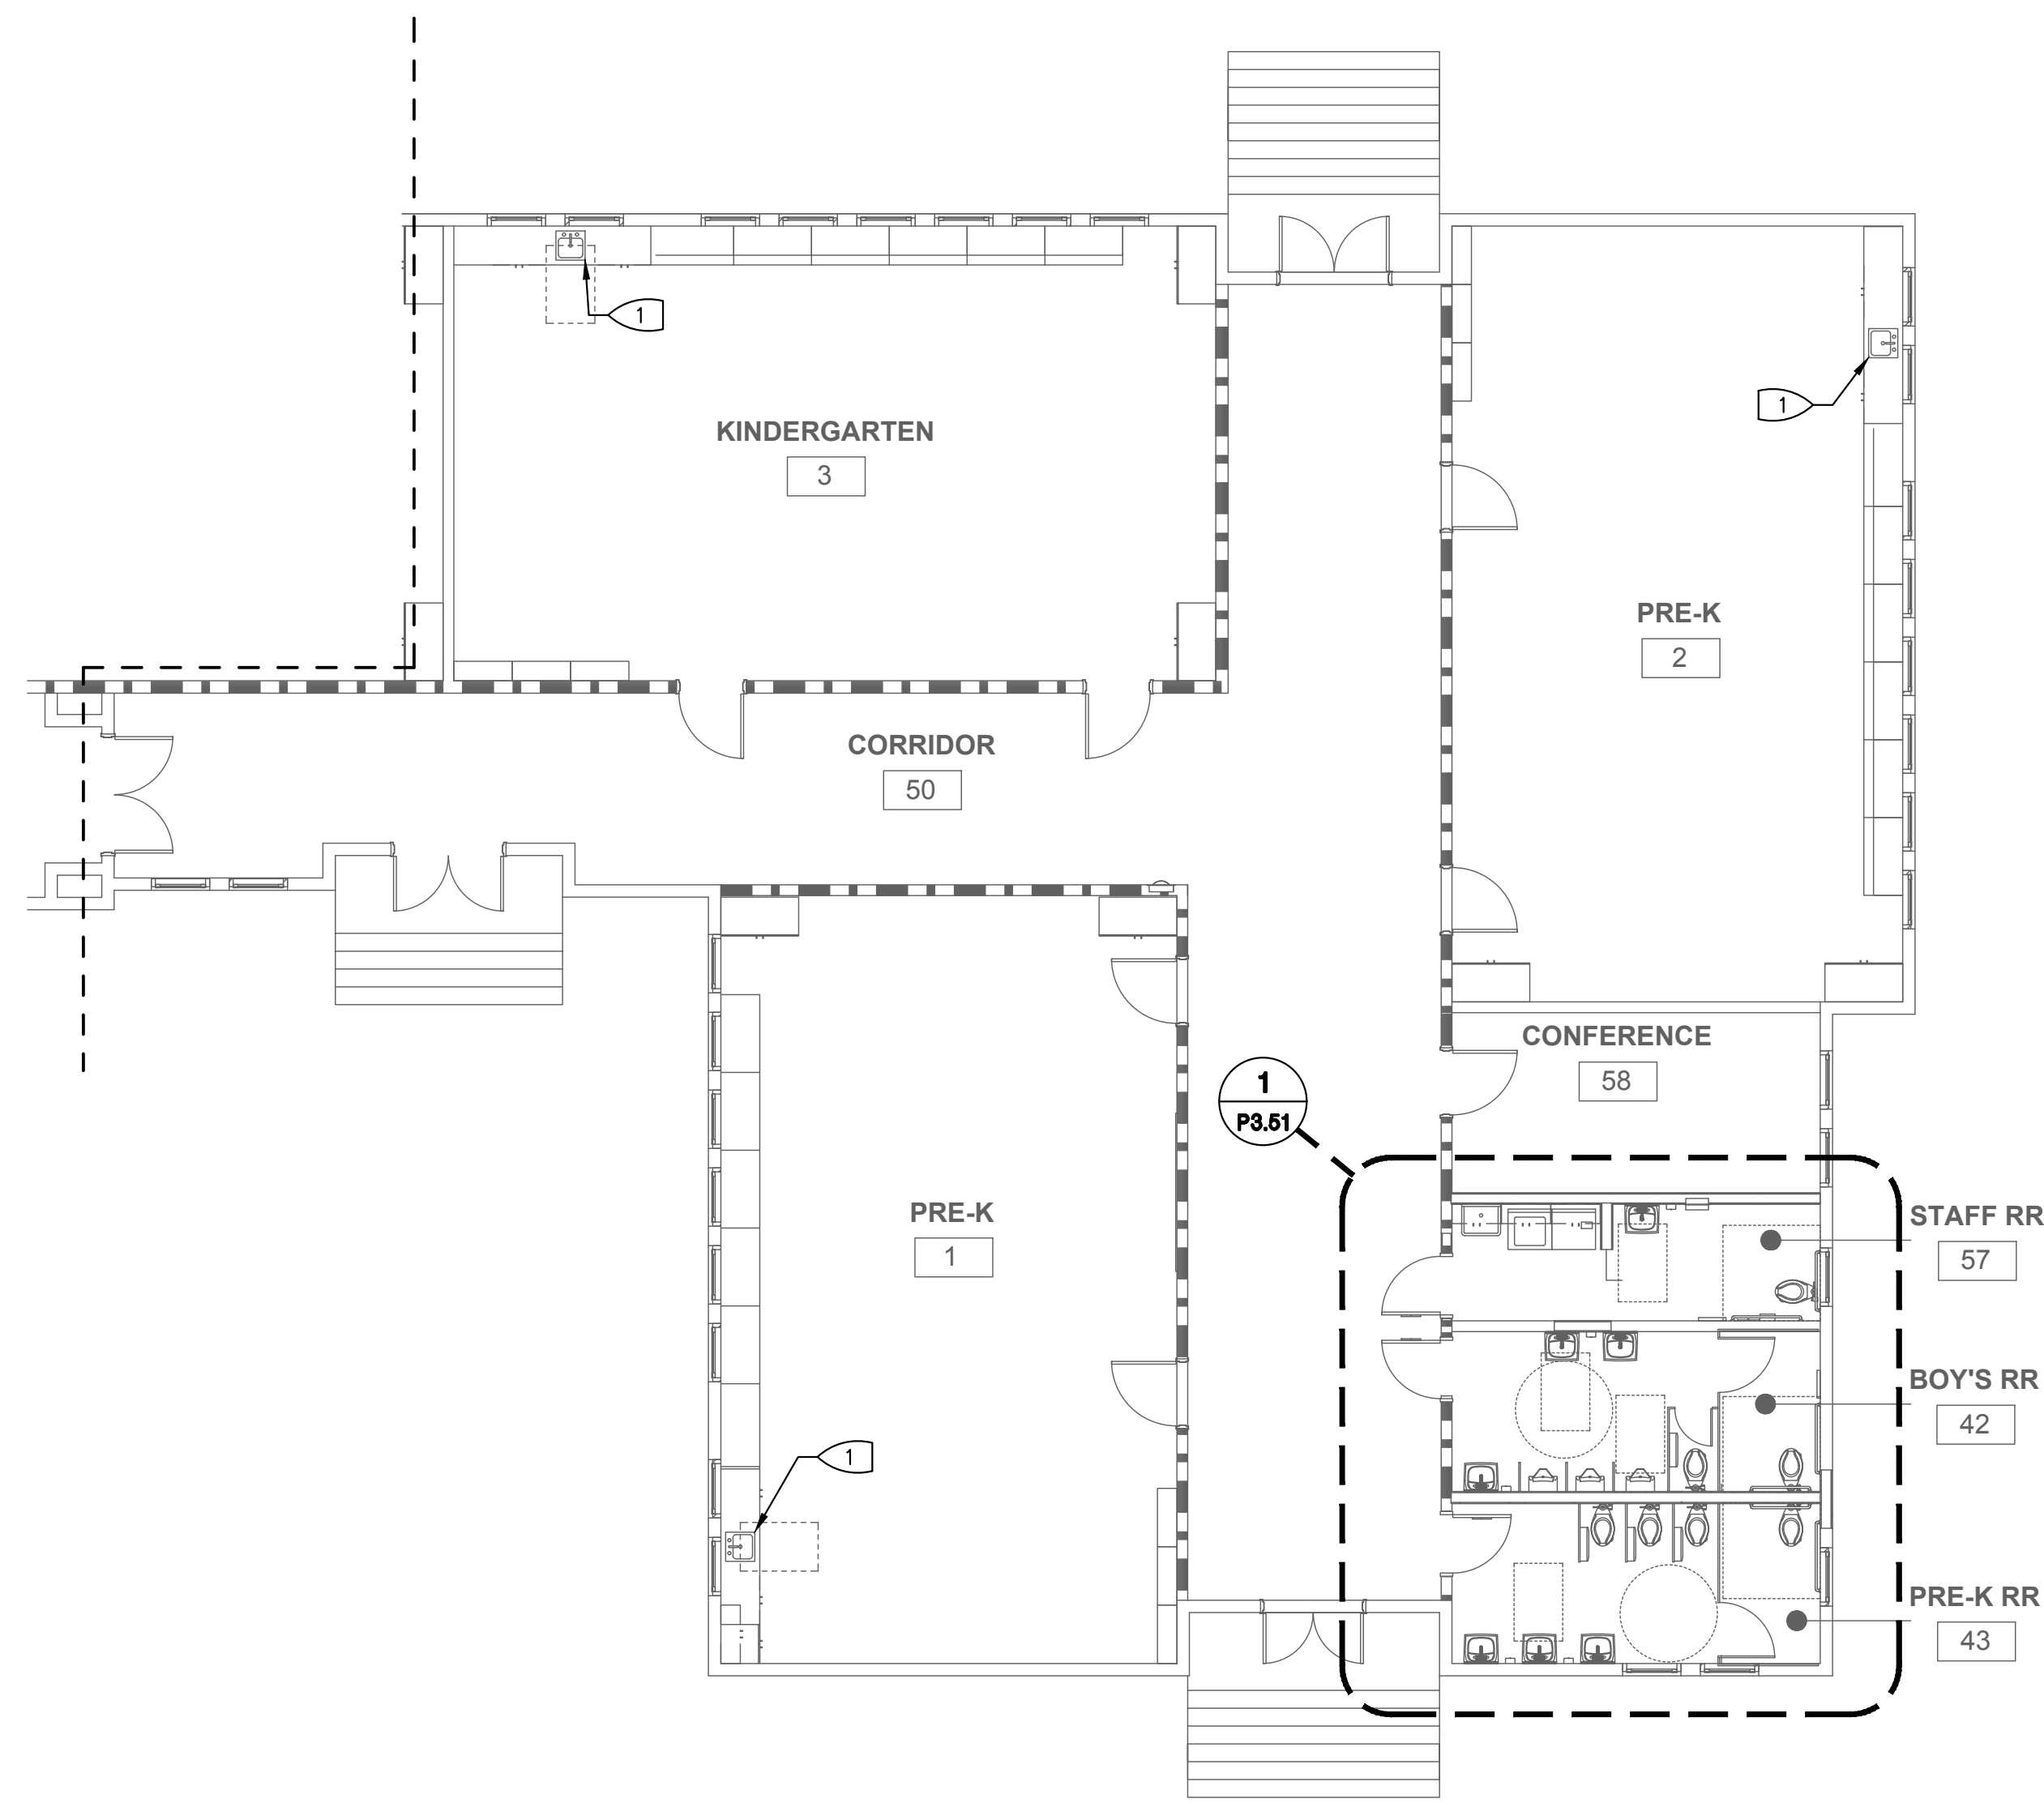 1
1
KINDERGARTEN
3
PRE-K
2
CORRIDOR
50
CONFERENCE
58
1
P3.51
PRE-K
1
STAFF RR
57
BOY'S RR
42
1
PRE-K RR
43